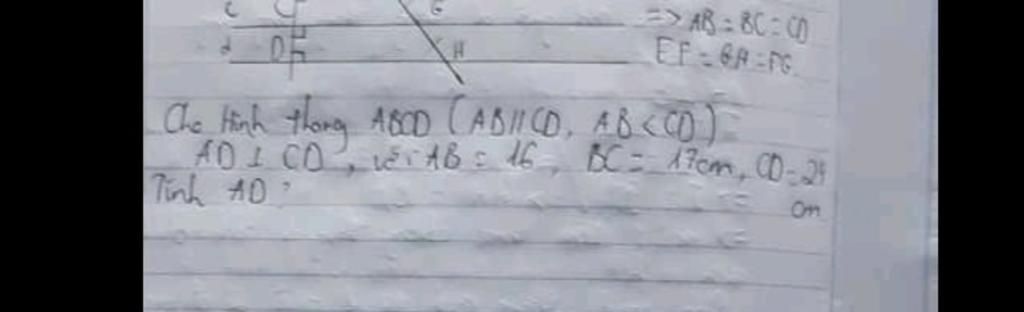 c C G
d D H
=> AB = BC = CD
EF = GH = FG
Cho Hình thang ABCD (AB//CD, AB < CD)
AD ⊥ CD, với AB = 16, BC = 17cm, CD = 24
cm
Tính AD?